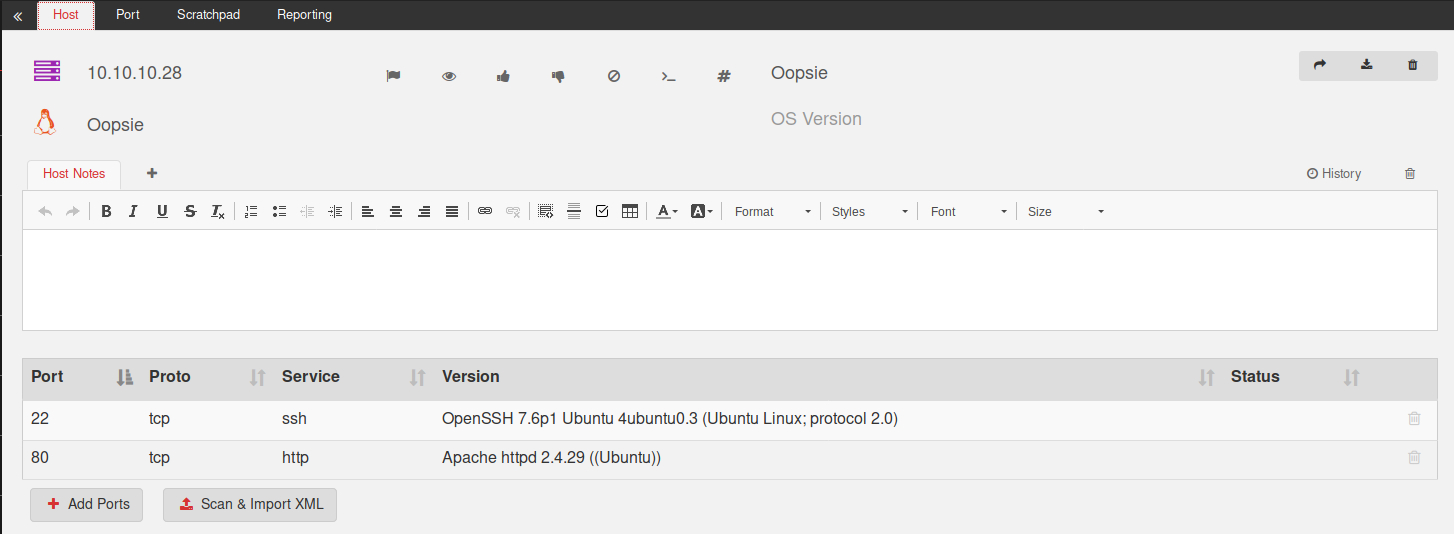 « Host Port Scratchpad Reporting
10.10.10.28 Oopsie
Oopsie OS Version
Host Notes + History
B I U S Tx A A Format Styles Font Size
Port Proto Service Version Status
22 tcp ssh OpenSSH 7.6p1 Ubuntu 4ubuntu0.3 (Ubuntu Linux; protocol 2.0)
80 tcp http Apache httpd 2.4.29 ((Ubuntu))
+ Add Ports Scan & Import XML